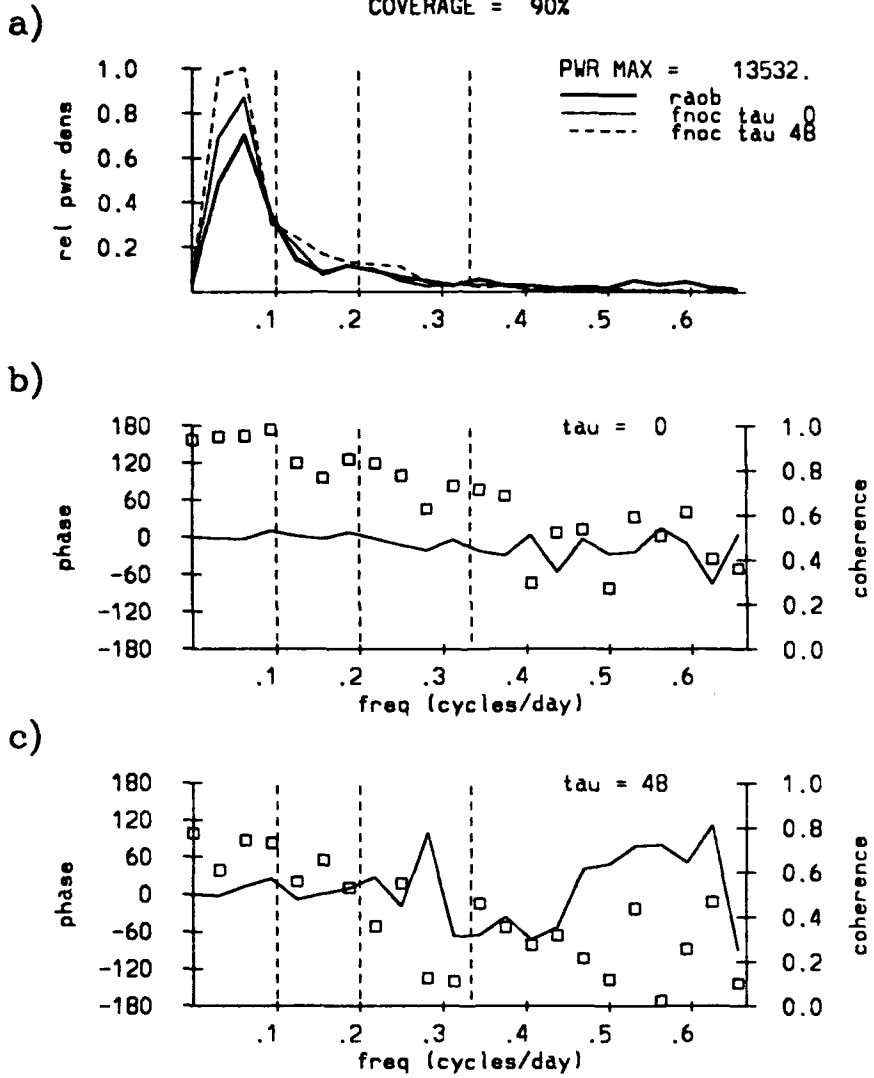 COVERAGE = 90%
a)
PWR MAX = 13532.
raob
fnoc tau 0
fnoc tau 48
rel pwr dens
1.0
0.8
0.6
0.4
0.2
.1 .2 .3 .4 .5 .6
b)
tau = 0
phase
180
120
60
0
-60
-120
-180
coherence
1.0
0.8
0.6
0.4
0.2
0.0
.1 .2 .3 .4 .5 .6
freq (cycles/day)
c)
tau = 48
phase
180
120
60
0
-60
-120
-180
coherence
1.0
0.8
0.6
0.4
0.2
0.0
.1 .2 .3 .4 .5 .6
freq (cycles/day)